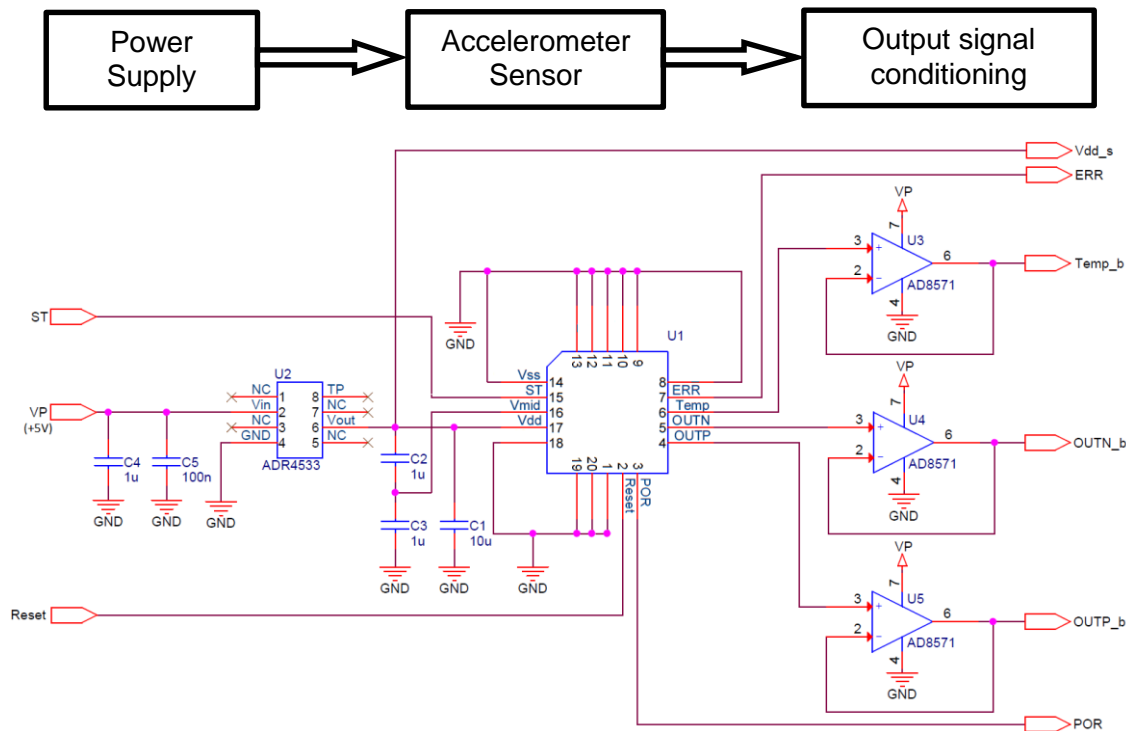 Power
Supply
Accelerometer
Sensor
Output signal
conditioning
Vdd_s
ERR
VP
7
U3
3
+
6
2
−
AD8571
4
GND
Temp_b
GND
U1
13
12
11
10
9
ST
GND
Vss
14
ST
15
Vmid
16
Vdd
17
18
8
7
ERR
6
Temp
5
OUTN
4
OUTP
19
20
1
2
3
Reset
POR
U2
NC
1
8
TP
Vin
2
7
NC
NC
3
6
Vout
GND
4
5
NC
ADR4533
VP
(+5V)
C4
1u
C5
100n
GND
GND
GND
C2
1u
C3
1u
C1
10u
GND
GND
GND
VP
7
U4
3
+
6
2
−
AD8571
4
GND
OUTN_b
Reset
VP
7
U5
3
+
6
2
−
AD8571
4
GND
OUTP_b
POR